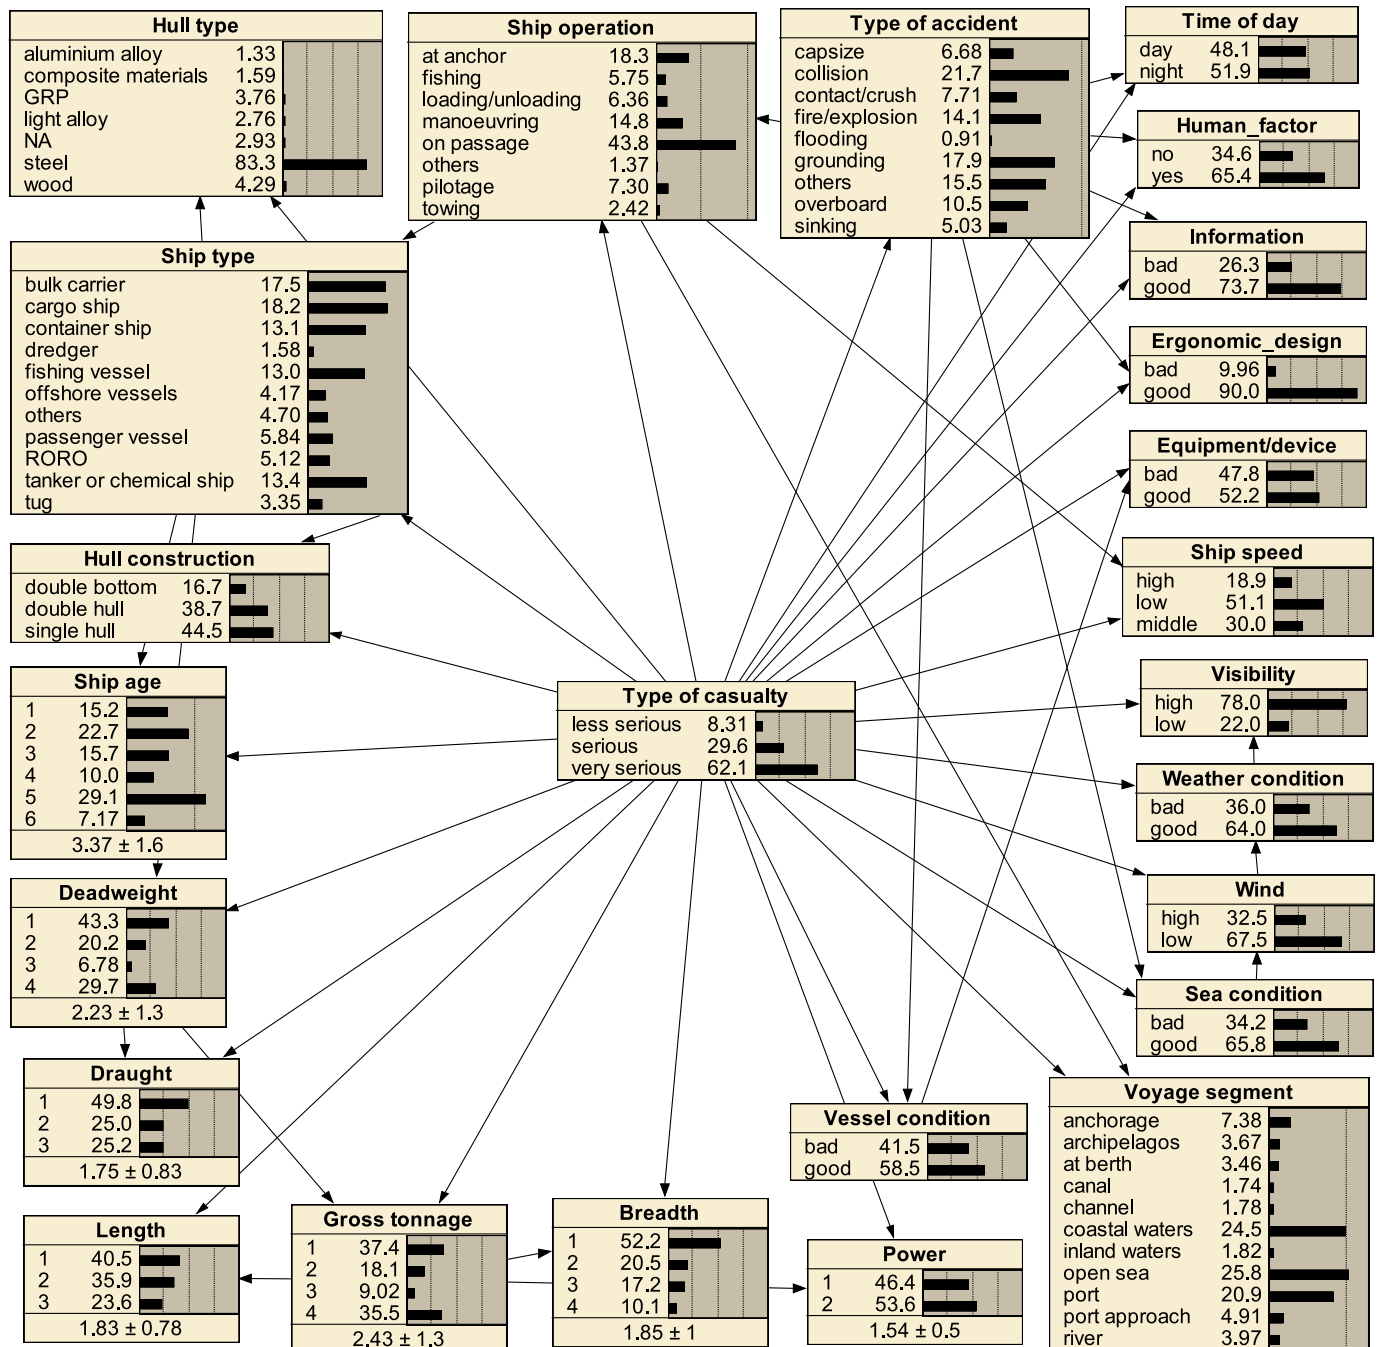 Hull type
aluminium alloy 1.33
composite materials 1.59
GRP 3.76
light alloy 2.76
NA 2.93
steel 83.3
wood 4.29
Ship operation
at anchor 18.3
fishing 5.75
loading/unloading 6.36
manoeuvring 14.8
on passage 43.8
others 1.37
pilotage 7.30
towing 2.42
Type of accident
capsize 6.68
collision 21.7
contact/crush 7.71
fire/explosion 14.1
flooding 0.91
grounding 17.9
others 15.5
overboard 10.5
sinking 5.03
Time of day
day 48.1
night 51.9
Human_factor
no 34.6
yes 65.4
Information
bad 26.3
good 73.7
Ship type
bulk carrier 17.5
cargo ship 18.2
container ship 13.1
dredger 1.58
fishing vessel 13.0
offshore vessels 4.17
others 4.70
passenger vessel 5.84
RORO 5.12
tanker or chemical ship 13.4
tug 3.35
Ergonomic_design
bad 9.96
good 90.0
Equipment/device
bad 47.8
good 52.2
Hull construction
double bottom 16.7
double hull 38.7
single hull 44.5
Ship speed
high 18.9
low 51.1
middle 30.0
Ship age
1 15.2
2 22.7
3 15.7
4 10.0
5 29.1
6 7.17
3.37 ± 1.6
Type of casualty
less serious 8.31
serious 29.6
very serious 62.1
Visibility
high 78.0
low 22.0
Weather condition
bad 36.0
good 64.0
Deadweight
1 43.3
2 20.2
3 6.78
4 29.7
2.23 ± 1.3
Wind
high 32.5
low 67.5
Sea condition
bad 34.2
good 65.8
Draught
1 49.8
2 25.0
3 25.2
1.75 ± 0.83
Vessel condition
bad 41.5
good 58.5
Voyage segment
anchorage 7.38
archipelagos 3.67
at berth 3.46
canal 1.74
channel 1.78
coastal waters 24.5
inland waters 1.82
open sea 25.8
port 20.9
port approach 4.91
river 3.97
Length
1 40.5
2 35.9
3 23.6
1.83 ± 0.78
Gross tonnage
1 37.4
2 18.1
3 9.02
4 35.5
2.43 ± 1.3
Breadth
1 52.2
2 20.5
3 17.2
4 10.1
1.85 ± 1
Power
1 46.4
2 53.6
1.54 ± 0.5